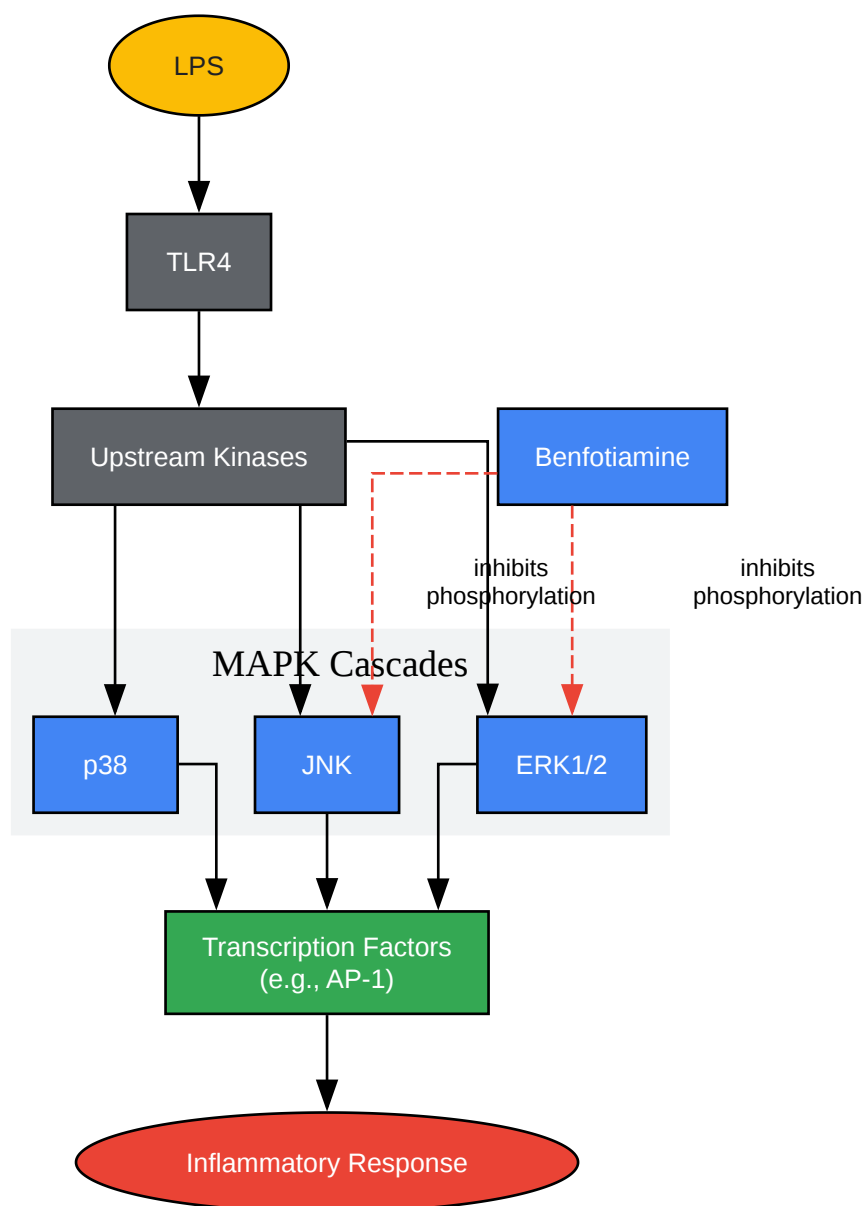 LPS
TLR4
Upstream Kinases
Benfotiamine
inhibits
phosphorylation
inhibits
phosphorylation
MAPK Cascades
p38
JNK
ERK1/2
Transcription Factors
(e.g., AP-1)
Inflammatory Response